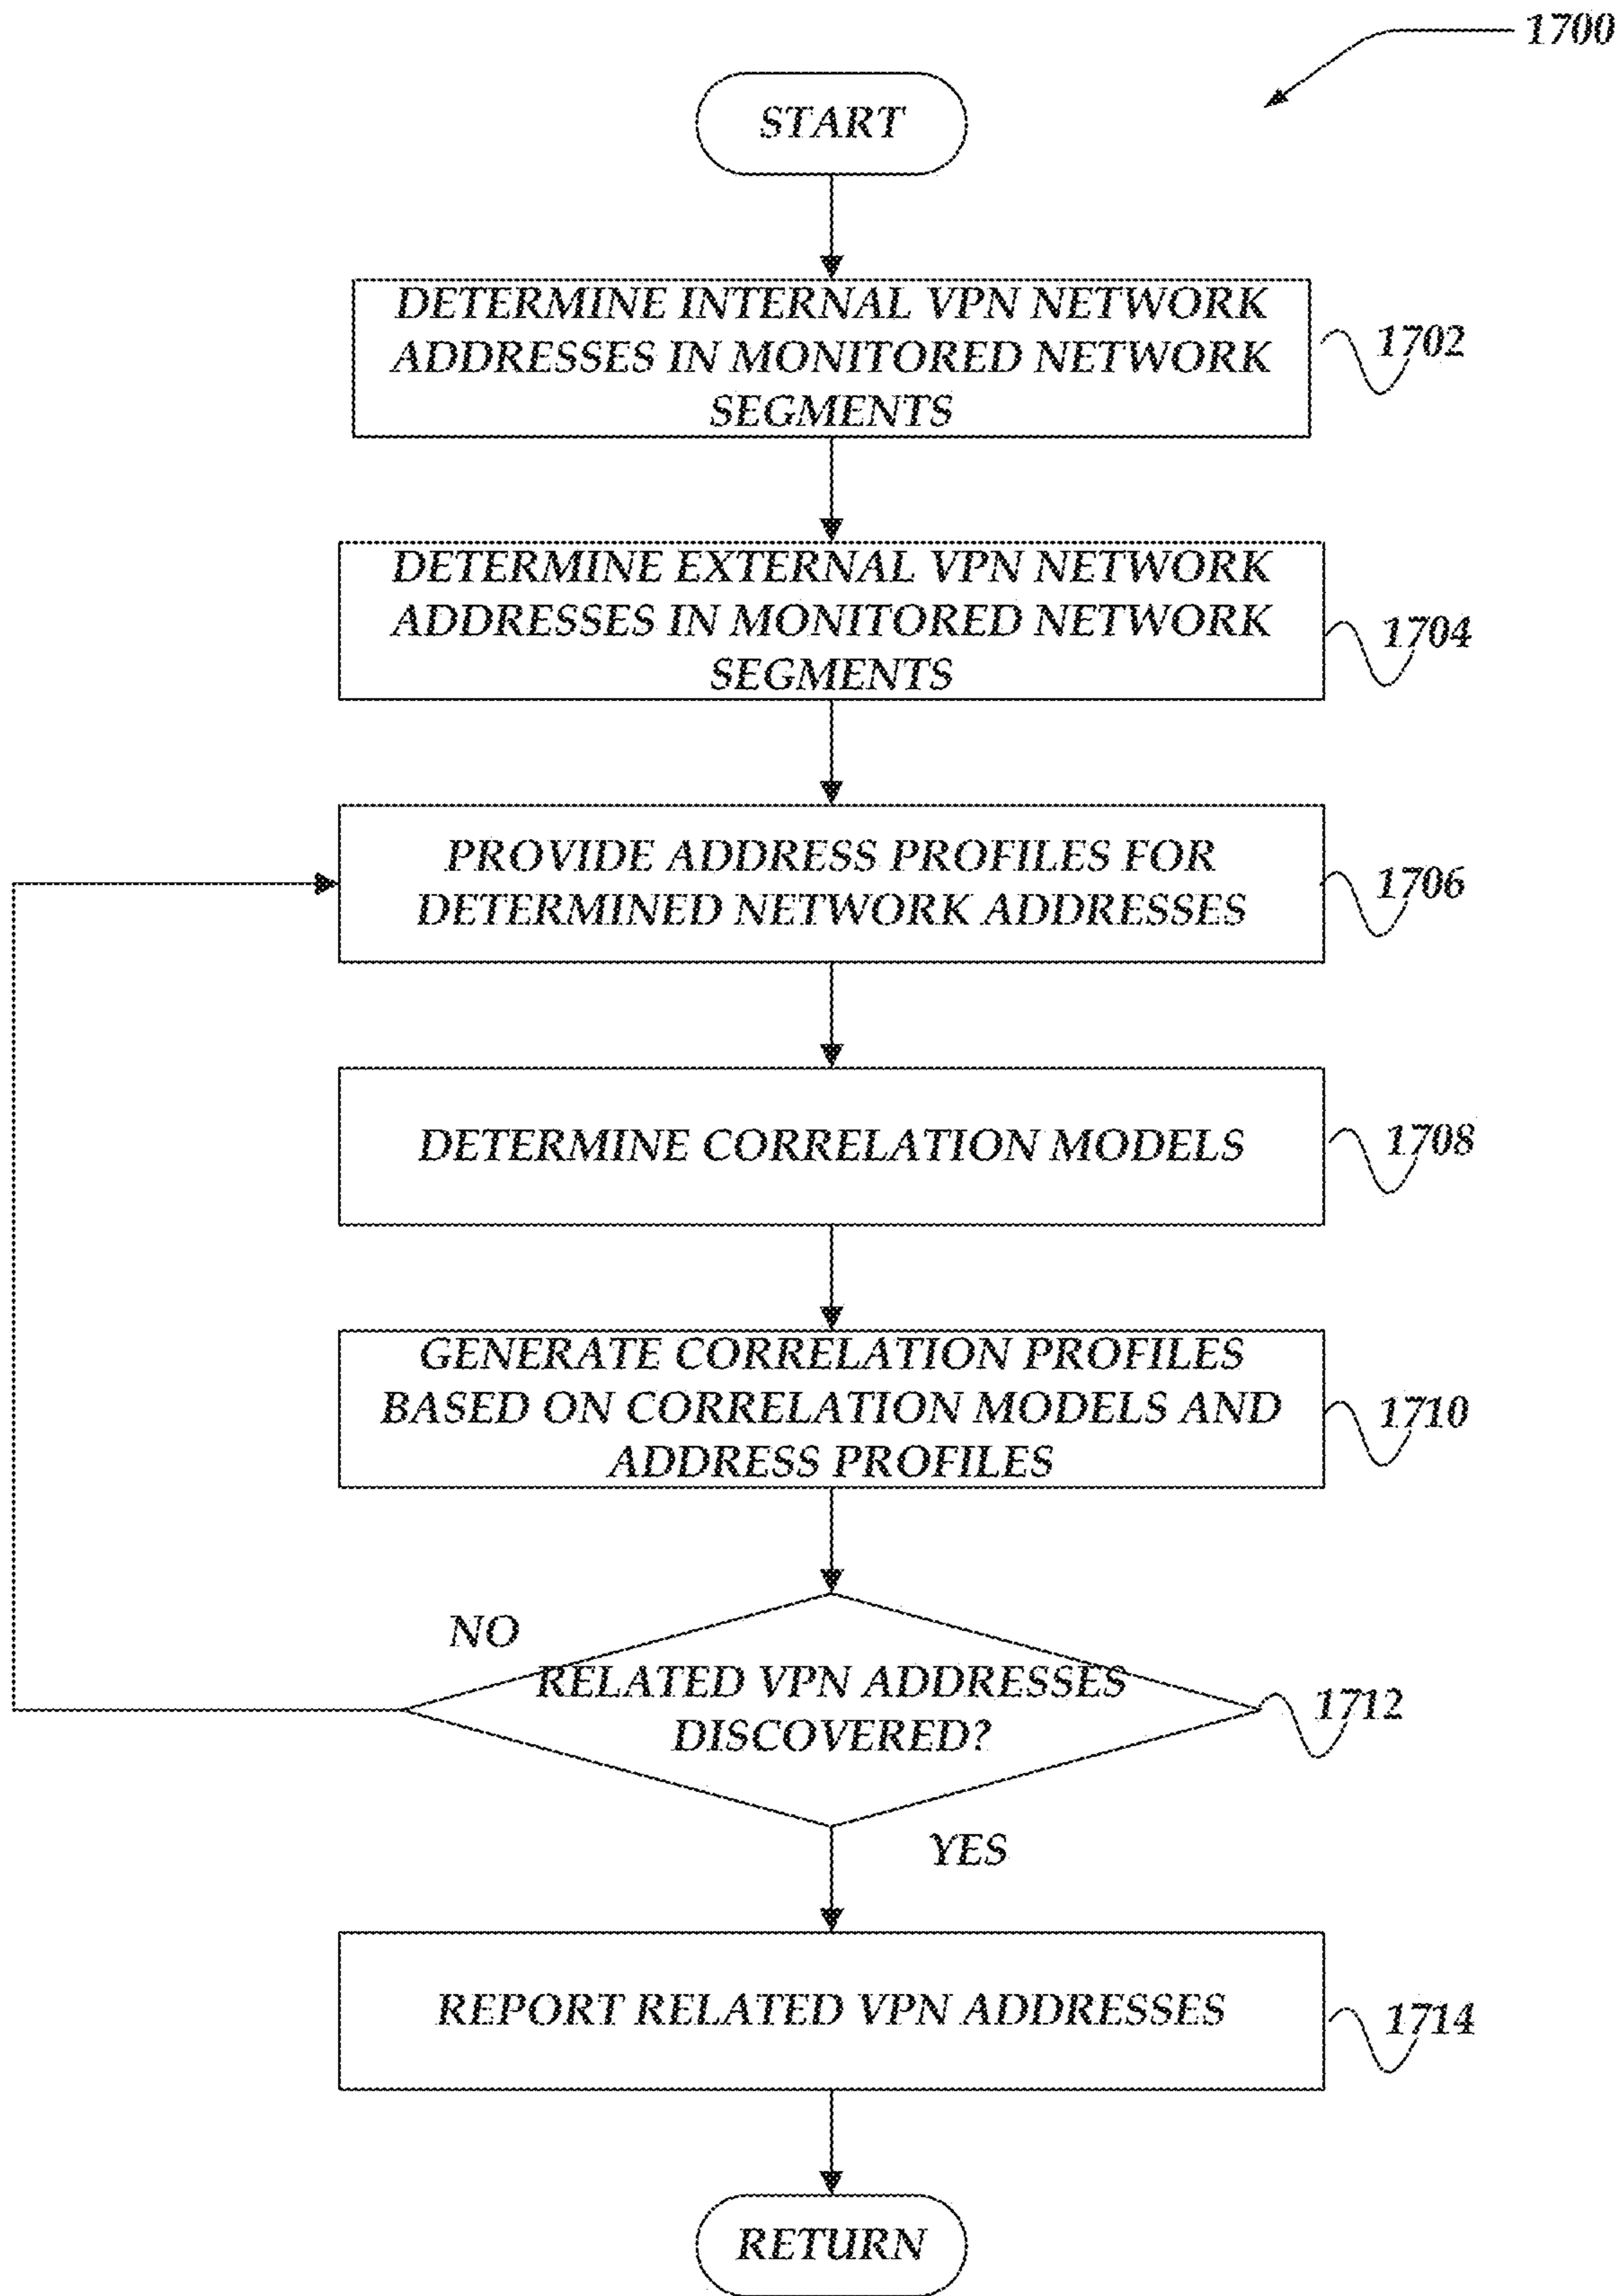 1700
START
DETERMINE INTERNAL VPN NETWORK
ADDRESSES IN MONITORED NETWORK
SEGMENTS
1702
DETERMINE EXTERNAL VPN NETWORK
ADDRESSES IN MONITORED NETWORK
SEGMENTS
1704
PROVIDE ADDRESS PROFILES FOR
DETERMINED NETWORK ADDRESSES
1706
DETERMINE CORRELATION MODELS
1708
GENERATE CORRELATION PROFILES
BASED ON CORRELATION MODELS AND
ADDRESS PROFILES
1710
NO
RELATED VPN ADDRESSES
DISCOVERED?
1712
YES
REPORT RELATED VPN ADDRESSES
1714
RETURN